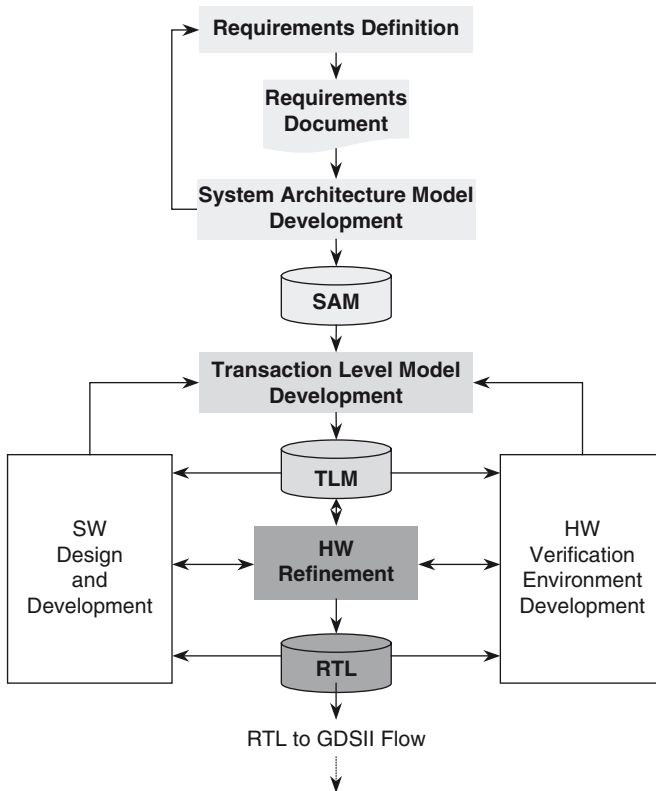 Requirements Definition
Requirements
Document
System Architecture Model
Development
SAM
Transaction Level Model
Development
TLM
SW
Design
and
Development
HW
Refinement
HW
Verification
Environment
Development
RTL
RTL to GDSII Flow